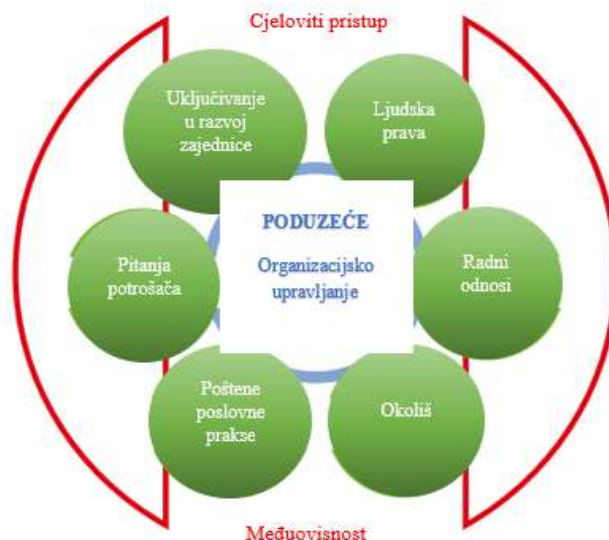 Cjeloviti pristup
Uključivanje
u razvoj
zajednice
Ljudska
prava
PODUZEĆE
Organizacijsko
upravljanje
Pitanja
potrošača
Radni
odnosi
Poštene
poslovne
prakse
Okoliš
Međuovisnost